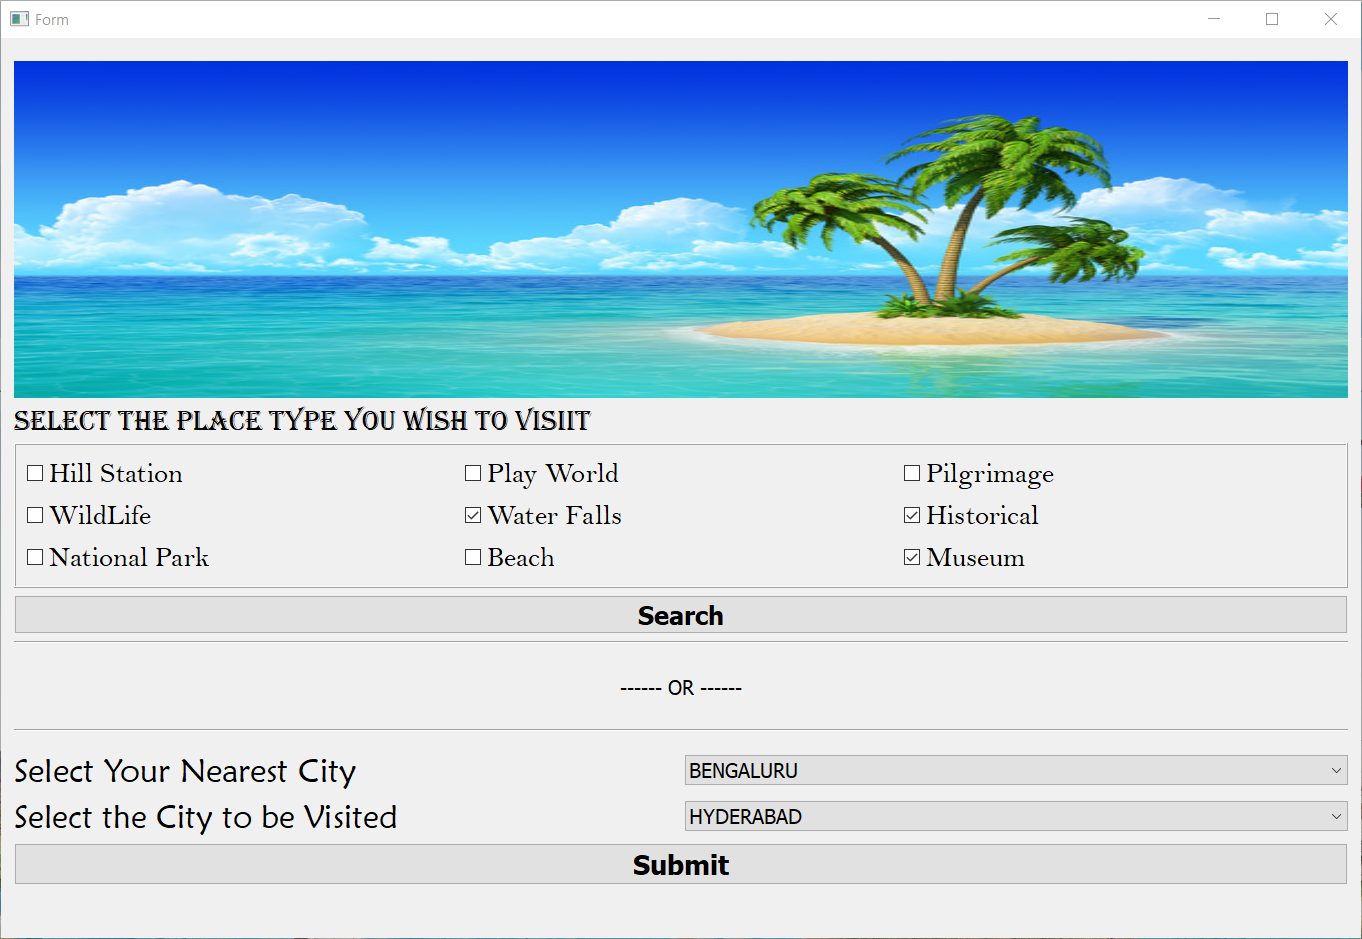 Form
SELECT THE PLACE TYPE YOU WISH TO VISIIT
Hill Station Play World Pilgrimage
WildLife Water Falls Historical
National Park Beach Museum
Search
------ OR ------
Select Your Nearest City BENGALURU
Select the City to be Visited HYDERABAD
Submit